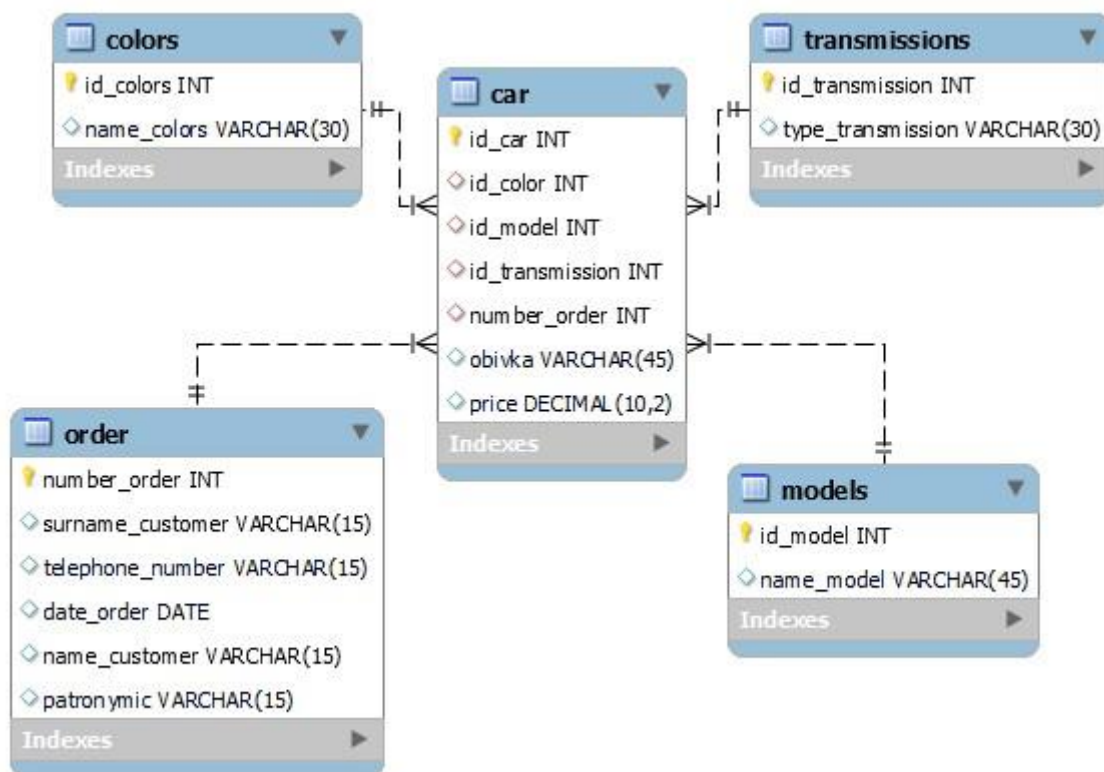 colors
id_colors INT
name_colors VARCHAR(30)
Indexes
transmissions
id_transmission INT
type_transmission VARCHAR(30)
Indexes
car
id_car INT
id_color INT
id_model INT
id_transmission INT
number_order INT
obivka VARCHAR(45)
price DECIMAL(10,2)
Indexes
order
number_order INT
surname_customer VARCHAR(15)
telephone_number VARCHAR(15)
date_order DATE
name_customer VARCHAR(15)
patronymic VARCHAR(15)
Indexes
models
id_model INT
name_model VARCHAR(45)
Indexes